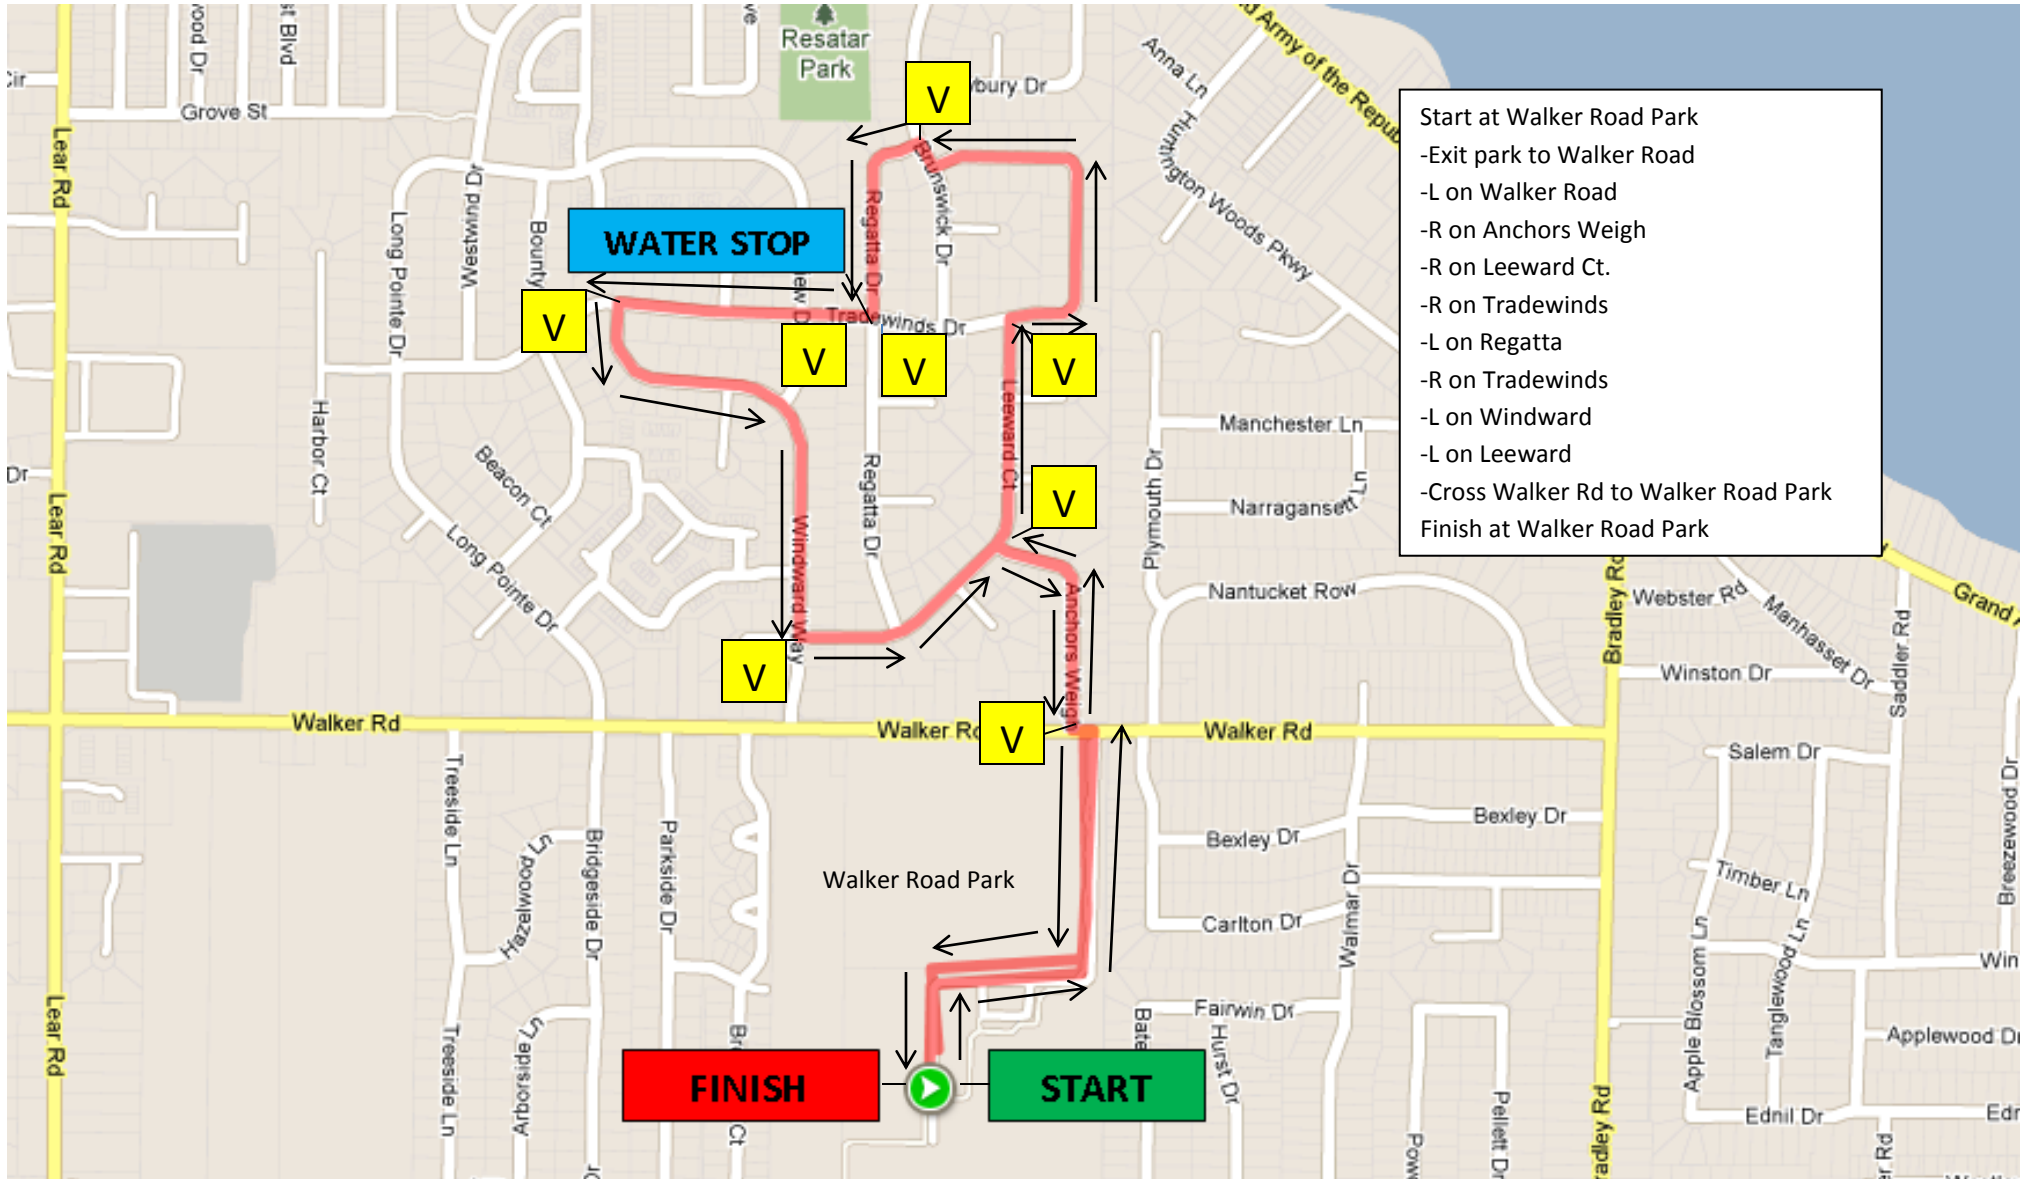 Resatar
Park
Grove St
Lear Rd
Lear Rd
Lear Rd
Long Pointe Dr
Westwind Dr
Bounty
WATER STOP
Regatta Dr
Brunswick Dr
Tradewinds Dr
V
V
V
V
V
V
V
V
Anna Ln
Huntington Woods Pkwy
Start at Walker Road Park
-Exit park to Walker Road
-L on Walker Road
-R on Anchors Weigh
-R on Leeward Ct.
-R on Tradewinds
-L on Regatta
-R on Tradewinds
-L on Windward
-L on Leeward
-Cross Walker Rd to Walker Road Park
Finish at Walker Road Park
Harbor Ct
Beacon Ct
Long Pointe Dr
Regatta Dr
Leeward Ct
Windward Way
Anchors Weigh
Plymouth Dr
Manchester Ln
Narragansett Ln
Nantucket Row
Bradley Rd
Webster Rd
Manhasset Dr
Saddler Rd
Winston Dr
Walker Rd
Walker Rd
Walker Rd
Salem Dr
Breezewood Dr
Treeside Ln
Hazelwood Ln
Bridgeside Dr
Parkside Dr
Walker Road Park
Bexley Dr
Bexley Dr
Timber Ln
Carlton Dr
Walmar Dr
Apple Blossom Ln
Tanglewood Ln
Treeside Ln
Arborside Ln
Fairwin Dr
Hurst Dr
Applewood Dr
FINISH
START
Pellett Dr
Ednil Dr